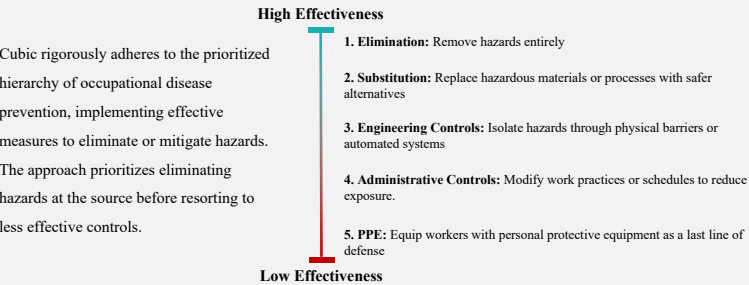 High Effectiveness
Cubic rigorously adheres to the prioritized
hierarchy of occupational disease
prevention, implementing effective
measures to eliminate or mitigate hazards.
The approach prioritizes eliminating
hazards at the source before resorting to
less effective controls.
1. Elimination: Remove hazards entirely
2. Substitution: Replace hazardous materials or processes with safer
alternatives
3. Engineering Controls: Isolate hazards through physical barriers or
automated systems
4. Administrative Controls: Modify work practices or schedules to reduce
exposure.
5. PPE: Equip workers with personal protective equipment as a last line of
defense
Low Effectiveness